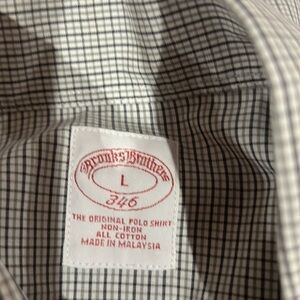 Brooks Brothers
L
346
THE ORIGINAL POLO SHIRT
NON-IRON
ALL COTTON
MADE IN MALAYSIA